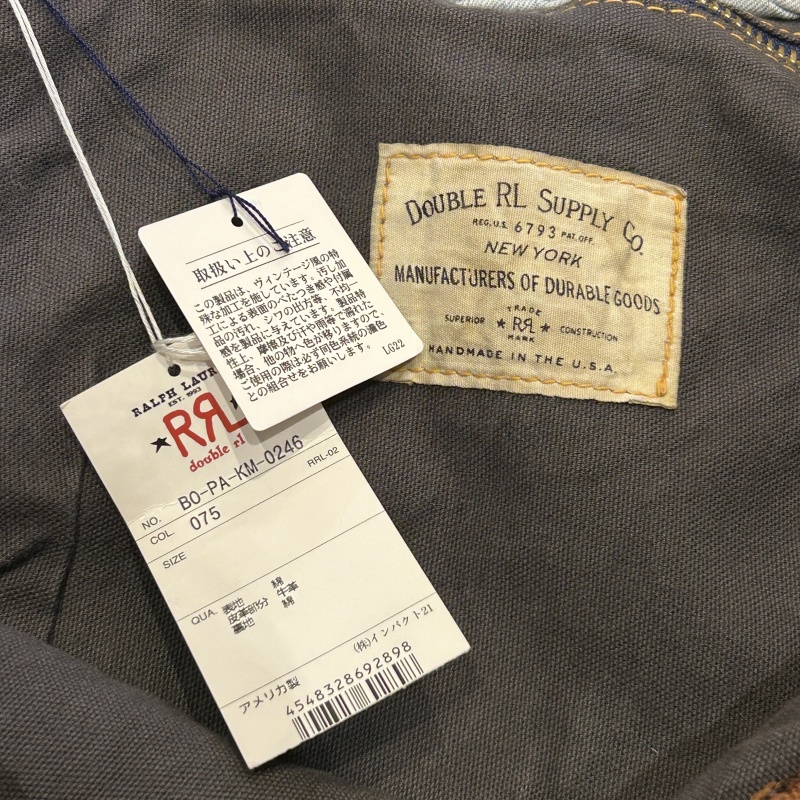 DOUBLE RL SUPPLY CO.
REG. U.S. 6793 PAT. OFF.
NEW YORK
MANUFACTURERS OF DURABLE GOODS
TRADE
SUPERIOR ★RRL★ CONSTRUCTION
MARK
HANDMADE IN THE U.S.A.
取扱い上のご注意
この製品は、ヴィンテージ風の特
殊な加工を施しています。汚し加
工による表面のべたつき感や付属
品の汚れ、シワの出方等、不均一
感を製品に与えています。製品特
性上、摩擦及び汗や雨等で濡れた
場合、他の物へ色が移りますので、
ご使用の際は必ず同色系統の濃色
との組合せをお願いします。
LG22
RALPH LAUR
EST. 1993
★RRL
double rl
RRL-02
NO. BO-PA-KM-0246
COL. 075
SIZE
QUA. 表地 綿
皮革部分 牛革
裏地 綿
(株)インパクト21
アメリカ製
4548328692898